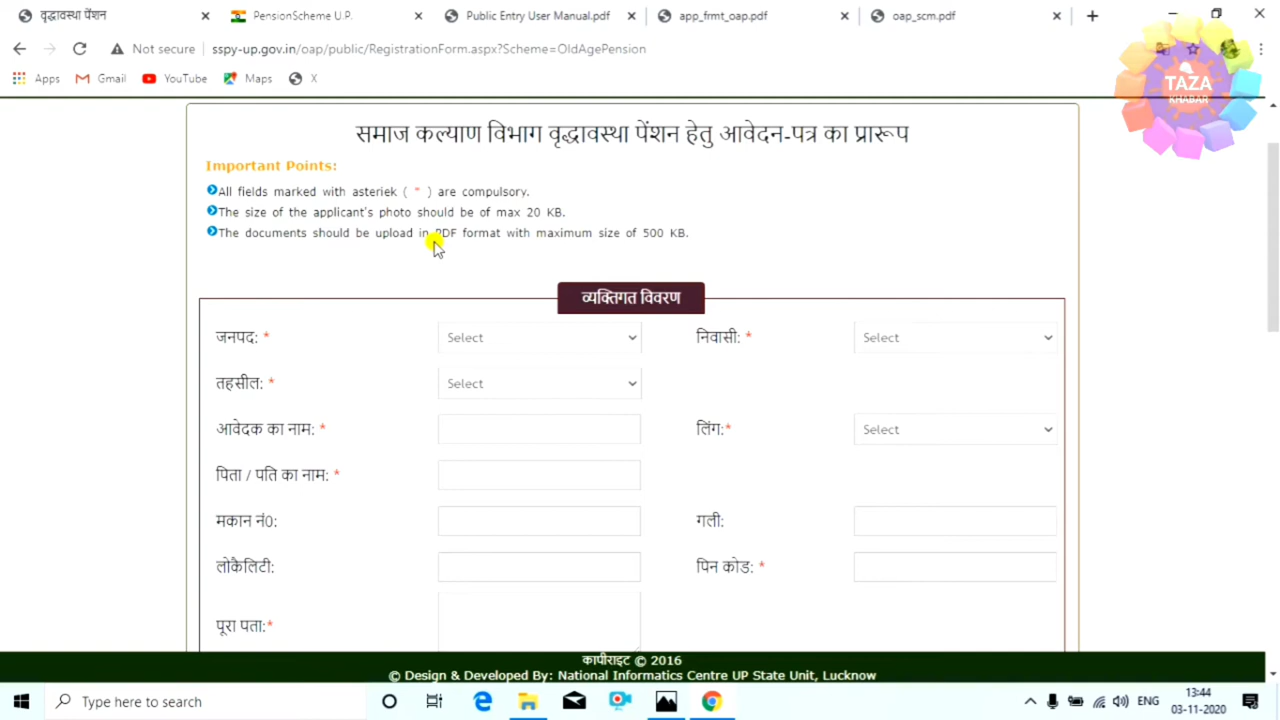 वृद्धावस्था पेंशन
PensionScheme U.P.
Public Entry User Manual.pdf
app_frmt_oap.pdf
oap_scm.pdf
Not secure
sspy-up.gov.in/oap/public/RegistrationForm.aspx?Scheme=OldAgePension
Apps
Gmail
YouTube
Maps
X
TAZA
KHABAR
समाज कल्याण विभाग वृद्धावस्था पेंशन हेतु आवेदन-पत्र का प्रारूप
Important Points:
All fields marked with asteriek ( * ) are compulsory.
The size of the applicant's photo should be of max 20 KB.
The documents should be upload in PDF format with maximum size of 500 KB.
व्यक्तिगत विवरण
जनपद: * Select निवासी: * Select
तहसील: * Select
आवेदक का नाम: * लिंग:* Select
पिता / पति का नाम: *
मकान नं0: गली:
लोकैलिटी: पिन कोड: *
पूरा पता:*
कापीराइट © 2016
© Design & Developed By: National Informatics Centre UP State Unit, Lucknow
Type here to search
ENG
13:44
03-11-2020